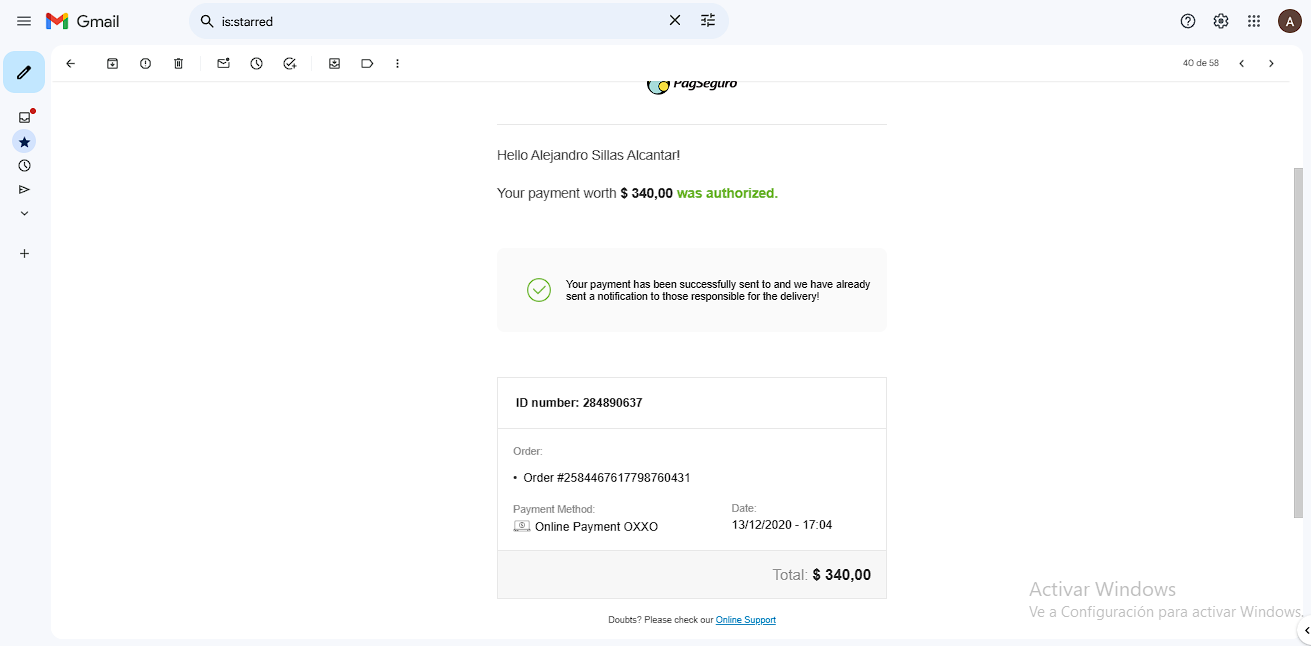 Gmail
is:starred
A
40 de 58
PagSeguro
Hello Alejandro Sillas Alcantar!
Your payment worth $ 340,00 was authorized.
Your payment has been successfully sent to and we have already
sent a notification to those responsible for the delivery!
ID number: 284890637
Order:
• Order #2584467617798760431
Payment Method:
Date:
Online Payment OXXO
13/12/2020 - 17:04
Total: $ 340,00
Doubts? Please check our Online Support
Activar Windows
Ve a Configuración para activar Windows.